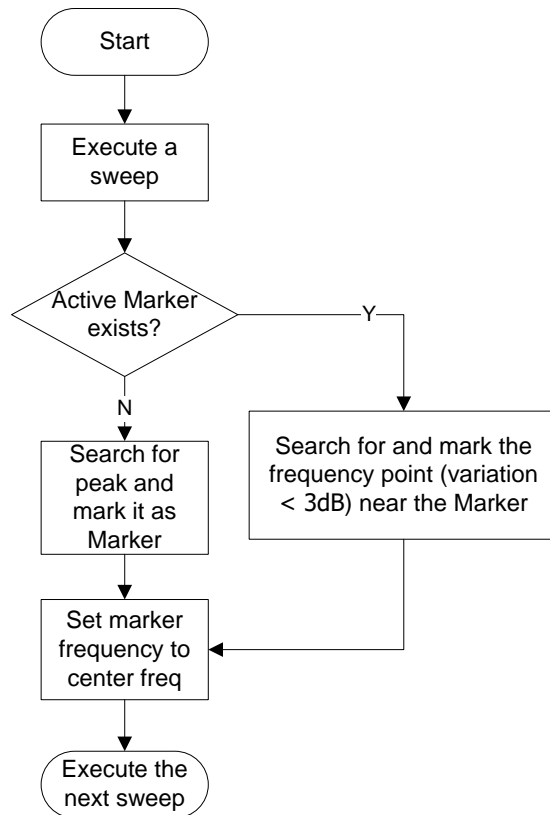 Start
Execute a
sweep
Active Marker
exists?
Y
N
Search for
peak and
mark it as
Marker
Search for and mark the
frequency point (variation
< 3dB) near the Marker
Set marker
frequency to
center freq
Execute the
next sweep